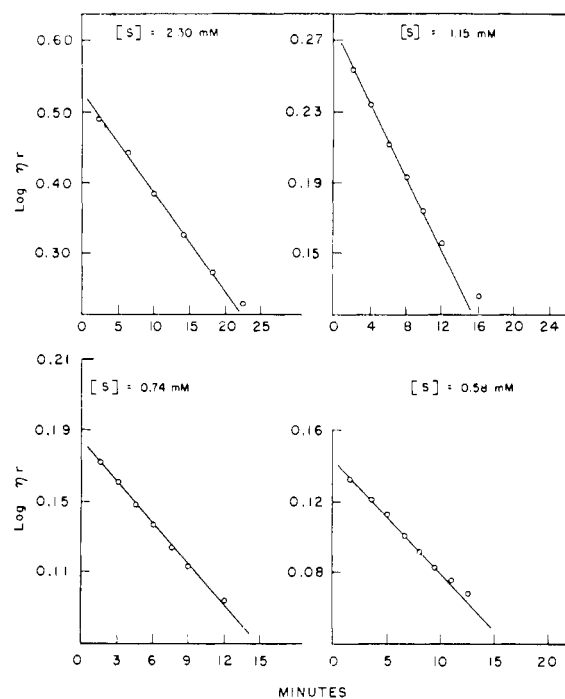 [S] = 2.30 mM
0.60
0.50
0.40
0.30
0 5 10 15 20 25
Log ηr
[S] = 1.15 mM
0.27
0.23
0.19
0.15
0 4 8 12 16 20 24
[S] = 0.74 mM
0.21
0.19
0.15
0.11
0 3 6 9 12 15
Log ηr
[S] = 0.58 mM
0.16
0.12
0.08
0 5 10 15 20
MINUTES